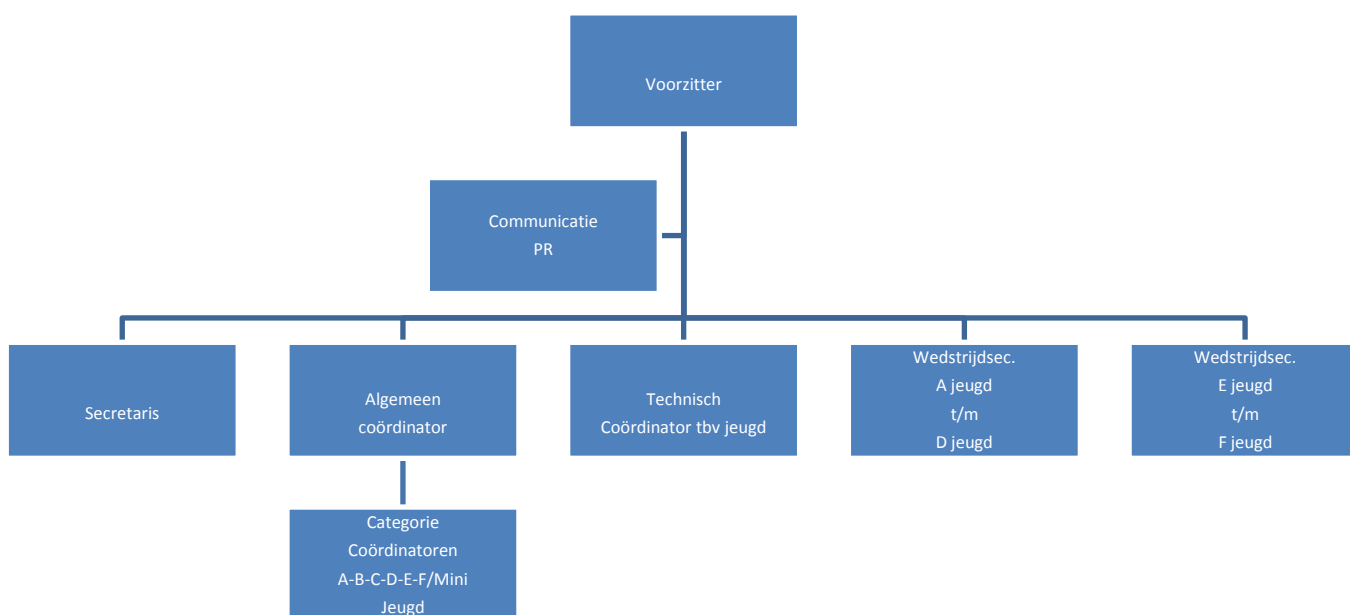 Voorzitter
Communicatie
PR
Secretaris
Algemeen
coördinator
Technisch
Coördinator tbv jeugd
Wedstrijdsec.
A jeugd
t/m
D jeugd
Wedstrijdsec.
E jeugd
t/m
F jeugd
Categorie
Coördinatoren
A-B-C-D-E-F/Mini
Jeugd